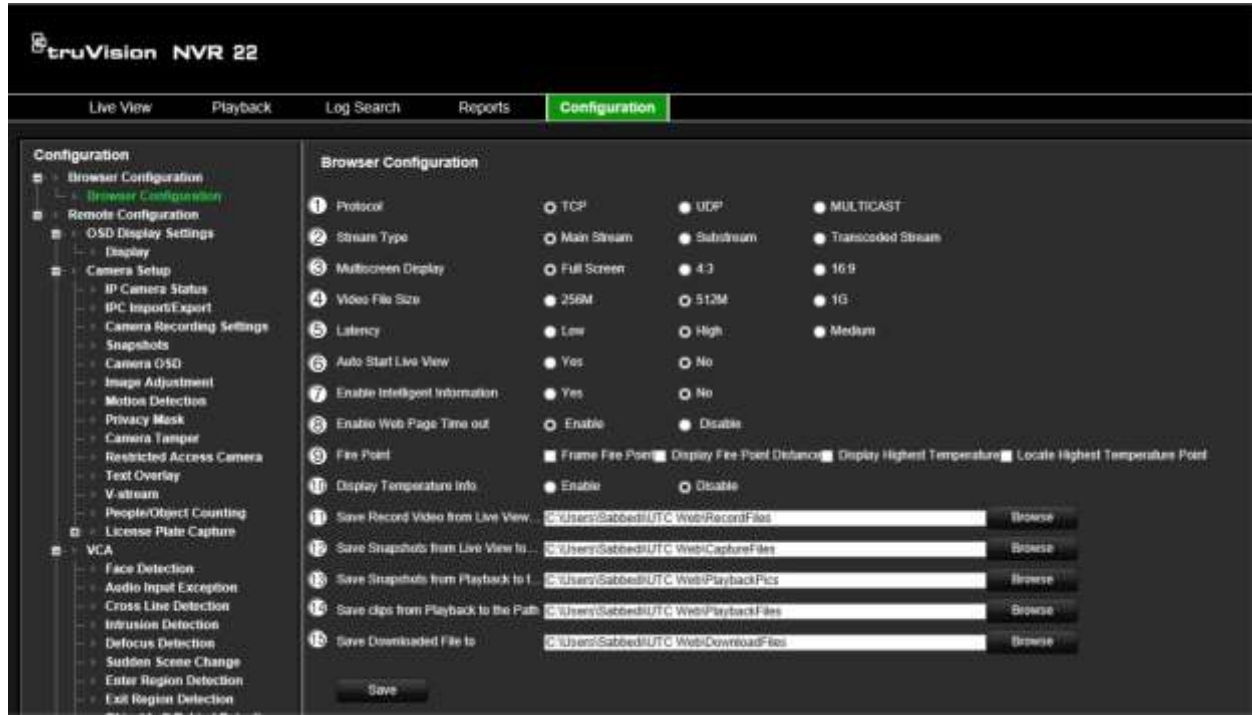 truVision NVR 22
Live View Playback Log Search Reports Configuration
Configuration
Browser Configuration
Browser Configuration
Remote Configuration
OSD Display Settings
Display
Camera Setup
IP Camera Status
IPC Import/Export
Camera Recording Settings
Snapshots
Camera OSD
Image Adjustment
Motion Detection
Privacy Mask
Camera Tamper
Restricted Access Camera
Text Overlay
V-stream
People/Object Counting
License Plate Capture
VCA
Face Detection
Audio Input Exception
Cross Line Detection
Intrusion Detection
Defocus Detection
Sudden Scene Change
Enter Region Detection
Exit Region Detection
Browser Configuration
1 Protocol TCP UDP MULTICAST
2 Stream Type Main Stream Substream Transcoded Stream
3 Multiscreen Display Full Screen 4:3 16:9
4 Video File Size 256M 512M 1G
5 Latency Low High Medium
6 Auto Start Live View Yes No
7 Enable Intelligent Information Yes No
8 Enable Web Page Time out Enable Disable
9 Fire Point Frame Fire Point Display Fire Point Distance Display Highest Temperature Locate Highest Temperature Point
10 Display Temperature Info. Enable Disable
11 Save Record Video from Live View... C:\Users\Sabbedi\UTC Web\RecordFiles Browse
12 Save Snapshots from Live View to... C:\Users\Sabbedi\UTC Web\CaptureFiles Browse
13 Save Snapshots from Playback to t... C:\Users\Sabbedi\UTC Web\PlaybackPics Browse
14 Save clips from Playback to the Path C:\Users\Sabbedi\UTC Web\PlaybackFiles Browse
15 Save Downloaded File to C:\Users\Sabbedi\UTC Web\DownloadFiles Browse
Save